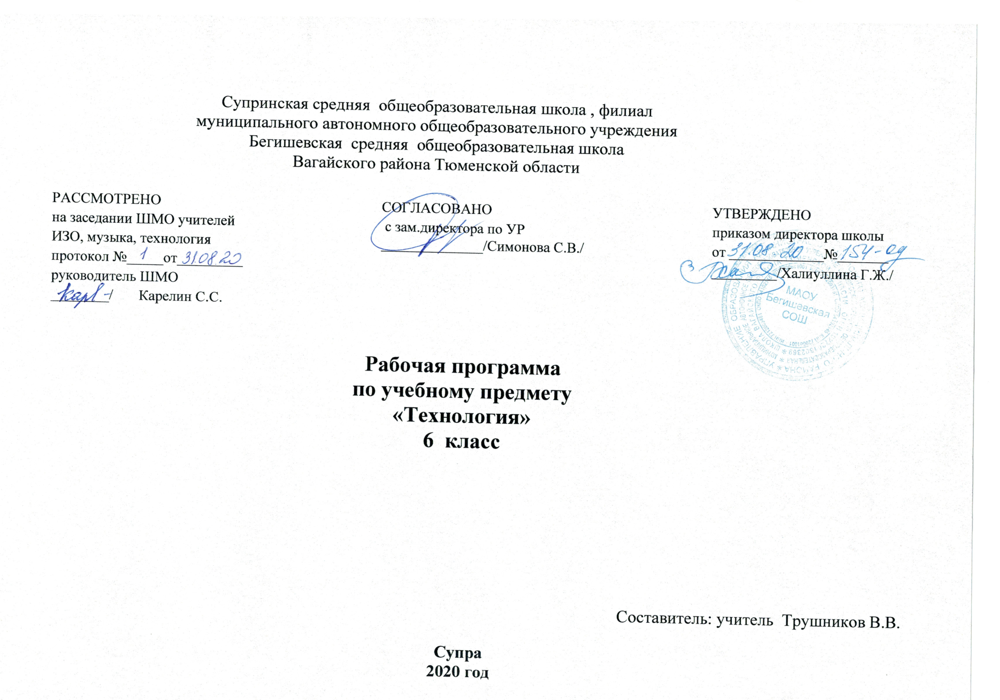 Супринская средняя  общеобразовательная школа , филиал
муниципального автономного общеобразовательного учреждения
Бегишевская  средняя  общеобразовательная школа
Вагайского района Тюменской области
РАССМОТРЕНО
на заседании ШМО учителей
ИЗО, музыка, технология
протокол № 1 от 31.08.20
руководитель ШМО
/ Карелин С.С.
СОГЛАСОВАНО
с зам.директора по УР
/Симонова С.В./
УТВЕРЖДЕНО
приказом директора школы
от 31.08.20 № 154-од
/Халиуллина Г.Ж./
МАОУ
Бегишевская
СОШ
Рабочая программа
по учебному предмету
«Технология»
6  класс
Составитель: учитель  Трушников В.В.
Супра
2020 год